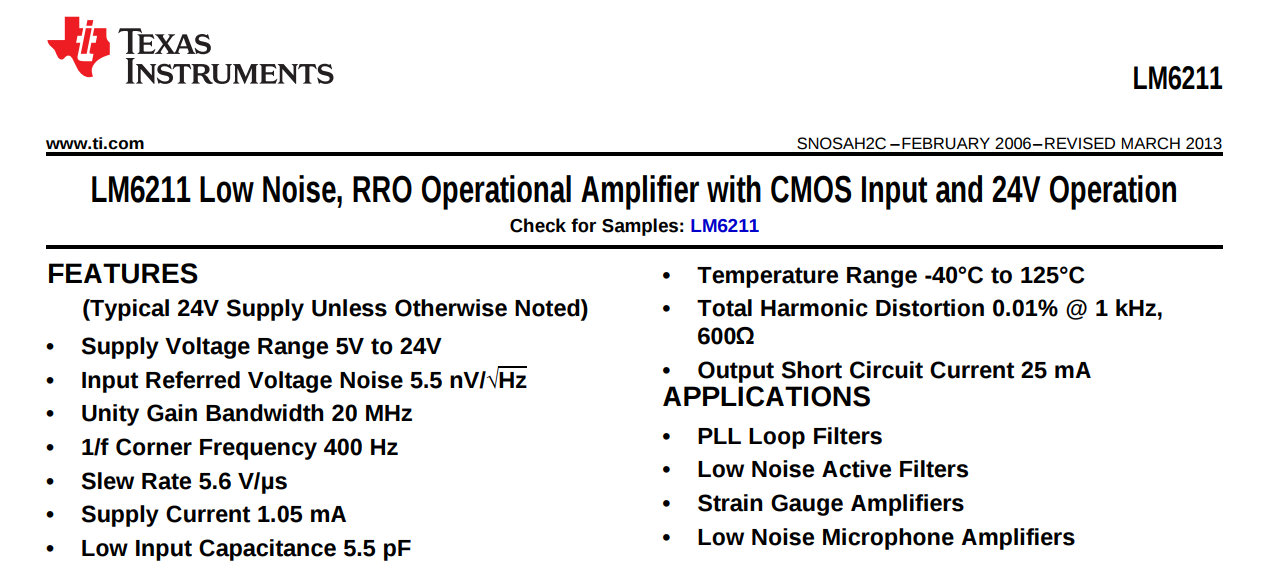 TEXAS
INSTRUMENTS
LM6211
www.ti.com
SNOSAH2C –FEBRUARY 2006–REVISED MARCH 2013
LM6211 Low Noise, RRO Operational Amplifier with CMOS Input and 24V Operation
Check for Samples: LM6211
FEATURES
(Typical 24V Supply Unless Otherwise Noted)
• Supply Voltage Range 5V to 24V
• Input Referred Voltage Noise 5.5 nV/√Hz
• Unity Gain Bandwidth 20 MHz
• 1/f Corner Frequency 400 Hz
• Slew Rate 5.6 V/µs
• Supply Current 1.05 mA
• Low Input Capacitance 5.5 pF
• Temperature Range -40°C to 125°C
• Total Harmonic Distortion 0.01% @ 1 kHz,
600Ω
• Output Short Circuit Current 25 mA
APPLICATIONS
• PLL Loop Filters
• Low Noise Active Filters
• Strain Gauge Amplifiers
• Low Noise Microphone Amplifiers